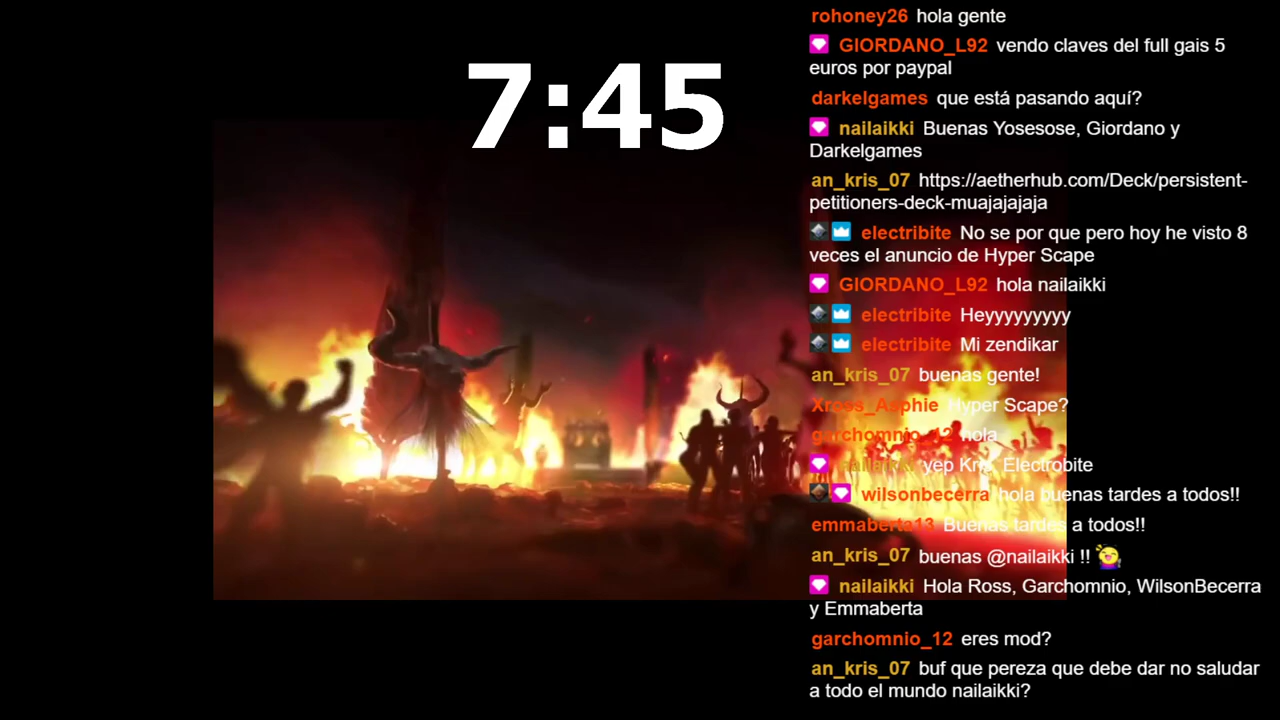 7:45
rohoney26 hola gente
GIORDANO_L92 vendo claves del full gais 5
euros por paypal
darkelgames que está pasando aquí?
nailaikki Buenas Yosesose, Giordano y
Darkelgames
an_kris_07 https://aetherhub.com/Deck/persistent-
petitioners-deck-muajajajaja
electribite No se por que pero hoy he visto 8
veces el anuncio de Hyper Scape
GIORDANO_L92 hola nailaikki
electribite Heyyyyyyyyy
electribite Mi zendikar
an_kris_07 buenas gente!
Xross_Asphie Hyper Scape?
garchomnio_12 hola
nailaikki yep Kris, Electrobite
wilsonbecerra hola buenas tardes a todos!!
emmaberta13 Buenas tardes a todos!!
an_kris_07 buenas @nailaikki !!
nailaikki Hola Ross, Garchomnio, WilsonBecerra
y Emmaberta
garchomnio_12 eres mod?
an_kris_07 buf que pereza que debe dar no saludar
a todo el mundo nailaikki?